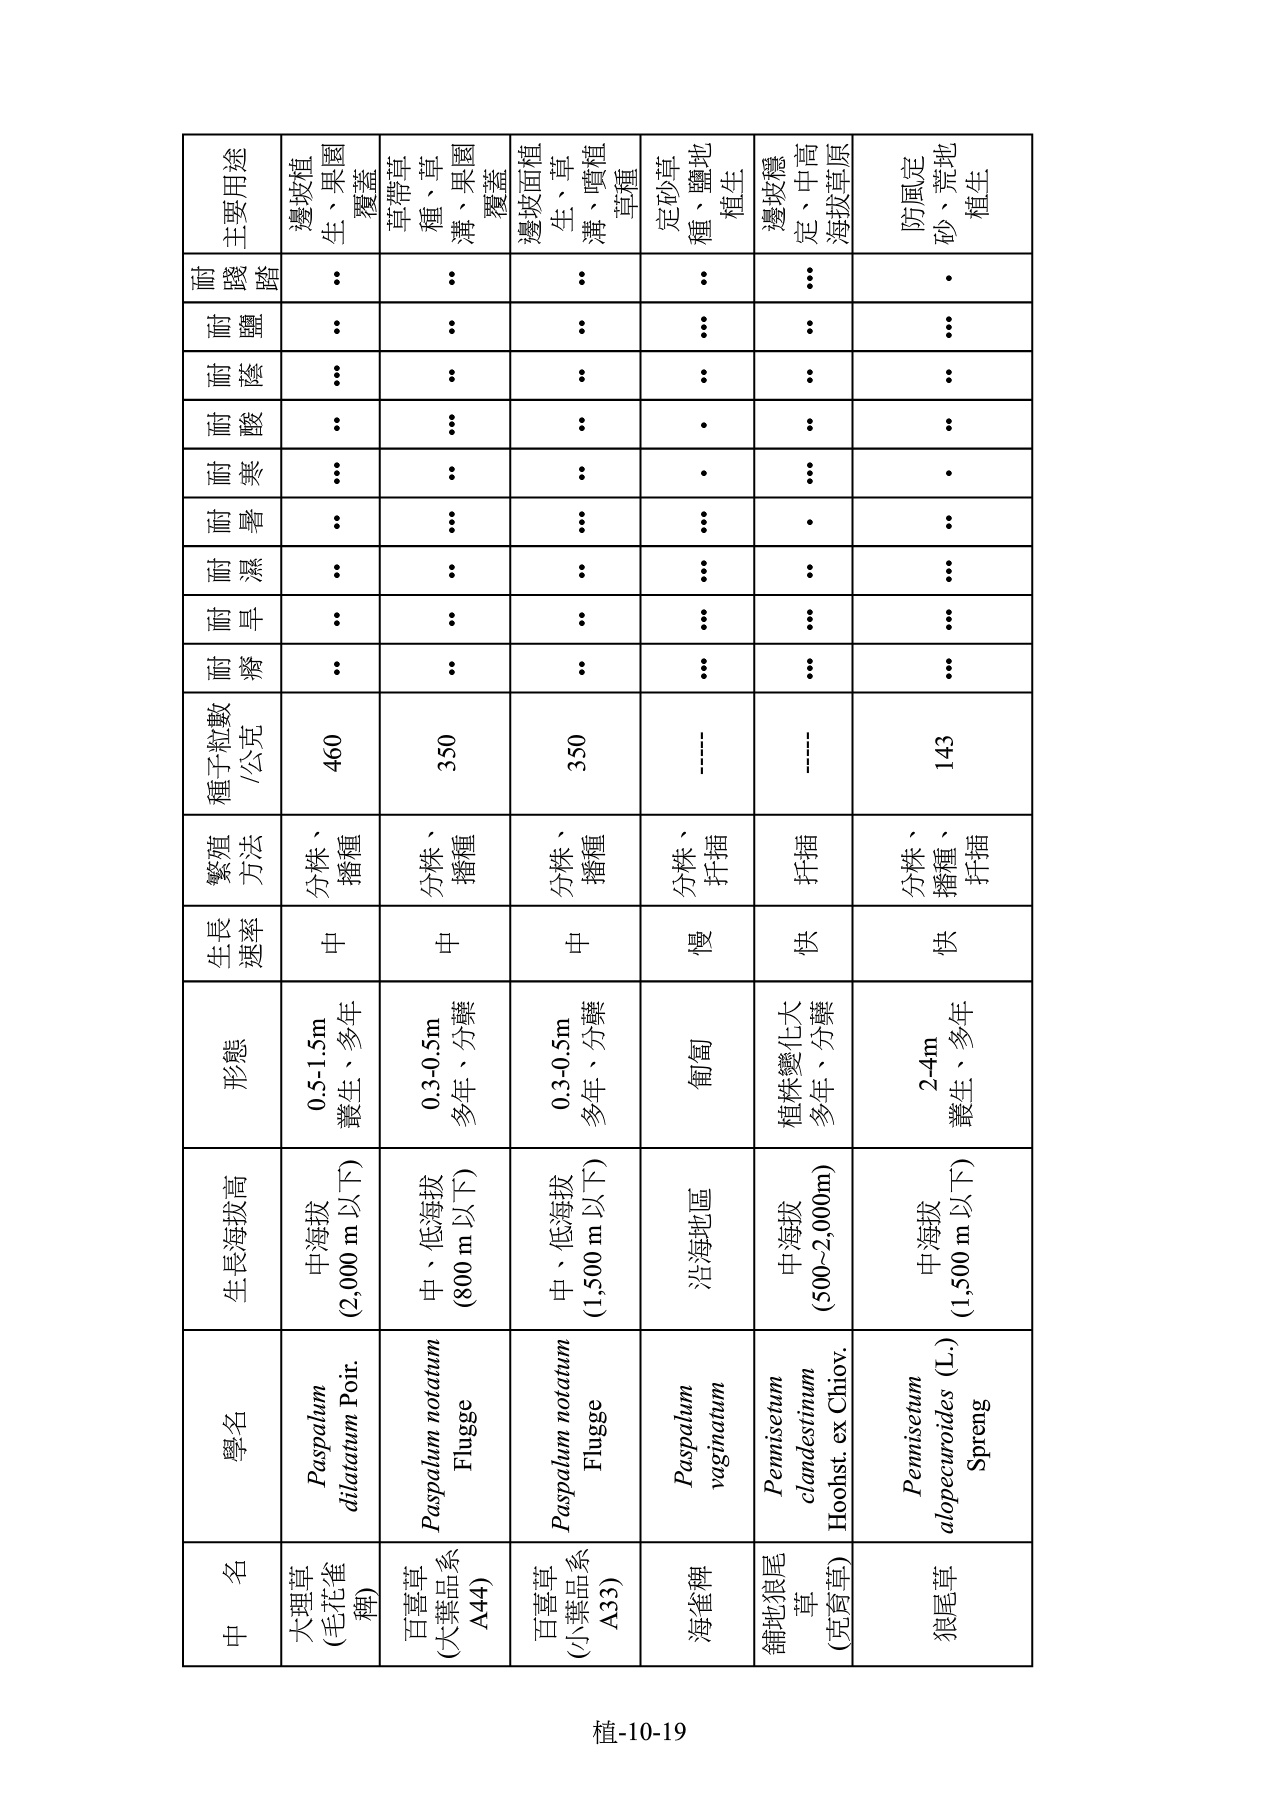 中　名
學名
生長海拔高
形態
生長
速率
繁殖
方法
種子粒數
/公克
耐
瘠
耐
旱
耐
濕
耐
暑
耐
寒
耐
酸
耐
蔭
耐
鹽
耐
踐
踏
主要用途
大理草
(毛花雀
稗)
Paspalum
dilatatum Poir.
中海拔
(2,000 m 以下)
0.5-1.5m
叢生、多年
中
分株、
播種
460
••
••
••
••
•••
••
•••
••
••
邊坡植
生、果園
覆蓋
百喜草
(大葉品系
A44)
Paspalum notatum
Flugge
中、低海拔
(800 m 以下)
0.3-0.5m
多年、分蘗
中
分株、
播種
350
••
••
••
•••
••
•••
••
••
••
草帶草
種、草
溝、果園
覆蓋
百喜草
(小葉品系
A33)
Paspalum notatum
Flugge
中、低海拔
(1,500 m 以下)
0.3-0.5m
多年、分蘗
中
分株、
播種
350
••
••
••
•••
••
••
••
••
••
邊坡面植
生、草
溝、噴植
草種
海雀稗
Paspalum
vaginatum
沿海地區
匍匐
慢
分株、
扦插
-----
•••
•••
•••
•••
•
•
••
•••
••
定砂草
種、鹽地
植生
舖地狼尾
草
(克育草)
Pennisetum
clandestinum
Hoohst. ex Chiov.
中海拔
(500~2,000m)
植株變化大
多年、分蘗
快
扦插
-----
•••
•••
••
•
•••
••
••
••
•••
邊坡穩
定、中高
海拔草原
狼尾草
Pennisetum
alopecuroides (L.)
Spreng
中海拔
(1,500 m 以下)
2-4m
叢生、多年
快
分株、
播種、
扦插
143
•••
•••
•••
••
•
••
••
•••
•
防風定
砂、荒地
植生
植-10-19